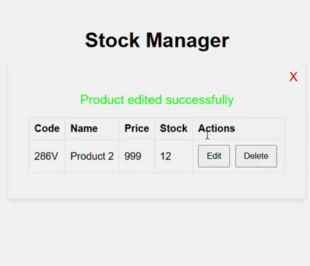 Stock Manager
X
Product edited successfully
Code Name Price Stock Actions
286V Product 2 999 12 Edit Delete